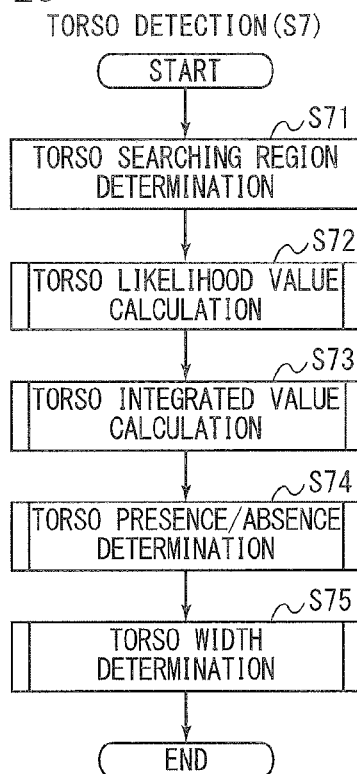 TORSO DETECTION(S7)
START
S71
TORSO SEARCHING REGION
DETERMINATION
S72
TORSO LIKELIHOOD VALUE
CALCULATION
S73
TORSO INTEGRATED VALUE
CALCULATION
S74
TORSO PRESENCE/ABSENCE
DETERMINATION
S75
TORSO WIDTH
DETERMINATION
END